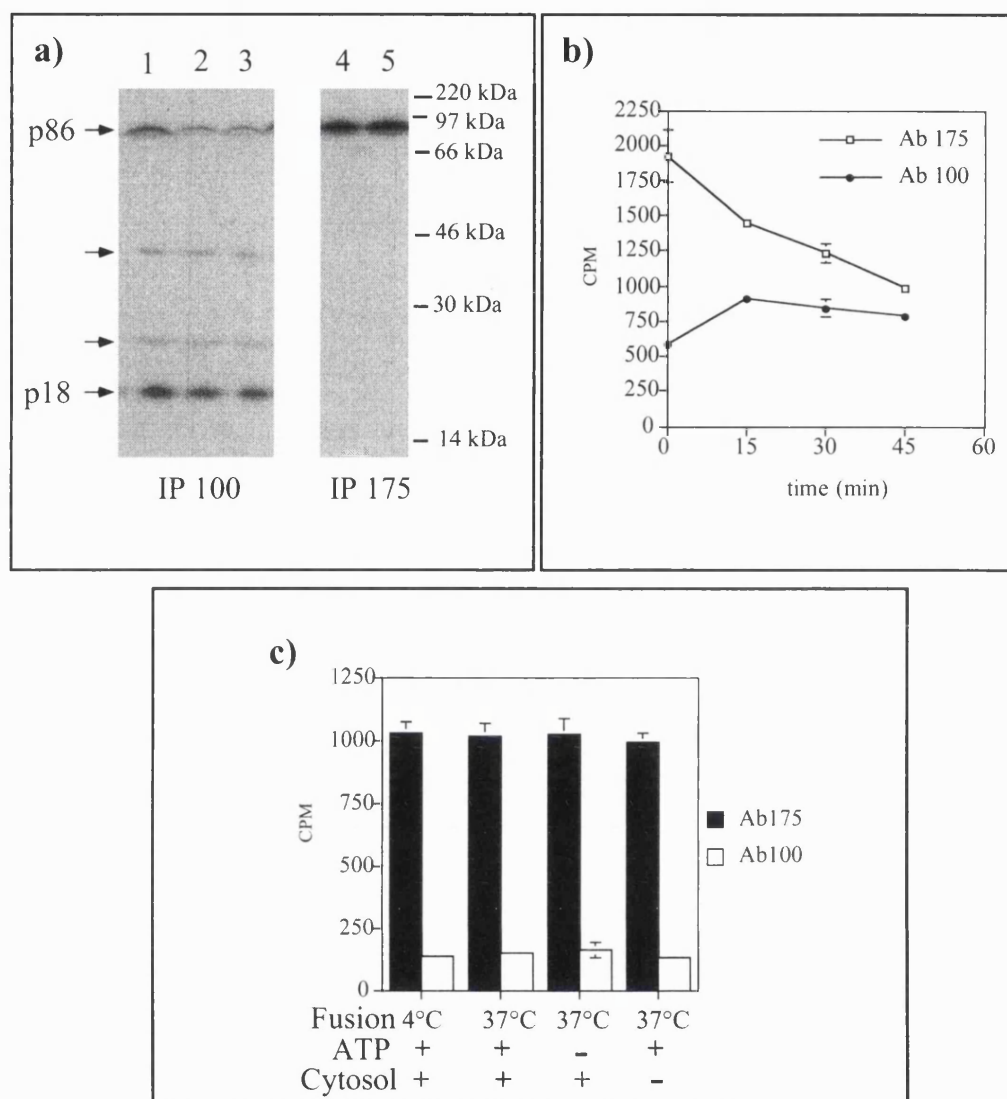 a)
1 2 3 4 5
220 kDa
p86
97 kDa
66 kDa
46 kDa
30 kDa
p18
14 kDa
IP 100 IP 175
b)
2250
2000
1750
1500
1250
1000
750
500
250
0
CPM
Ab 175
Ab 100
0 15 30 45 60
time (min)
c)
1250
1000
750
500
250
0
CPM
Ab175
Ab100
Fusion 4°C 37°C 37°C 37°C
ATP + + - +
Cytosol + + + -